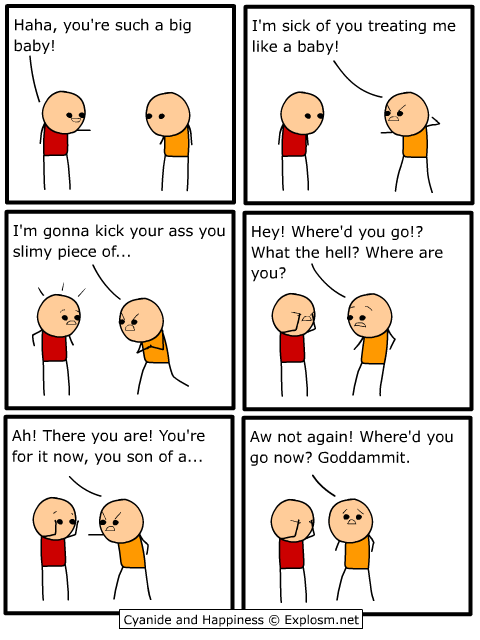 Haha, you're such a big
baby!
I'm sick of you treating me
like a baby!
I'm gonna kick your ass you
slimy piece of...
Hey! Where'd you go!?
What the hell? Where are
you?
Ah! There you are! You're
for it now, you son of a...
Aw not again! Where'd you
go now? Goddammit.
Cyanide and Happiness © Explosm.net